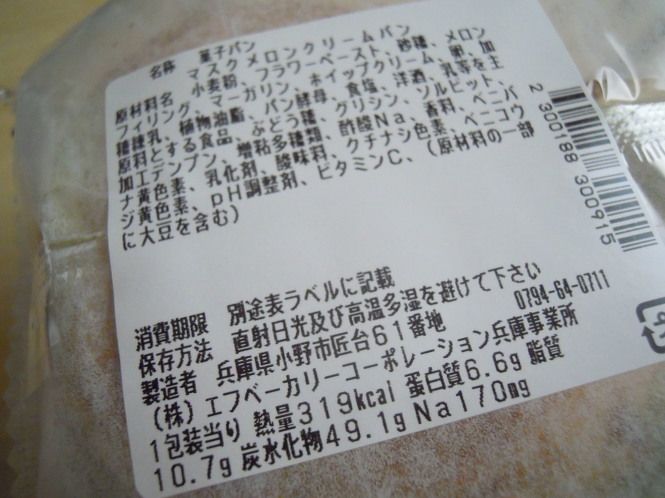 名称 菓子パン
マスクメロンクリームパン
原材料名 小麦粉、フラワーペースト、砂糖、メロン
フィリング、マーガリン、ホイップクリーム、卵、加
糖練乳、植物油脂、パン酵母、食塩、洋酒、乳等を主
原料とする食品、ぶどう糖、グリシン、ソルビット、
加工デンプン、増粘多糖類、酢酸Na、香料、ベニバ
ナ黄色素、乳化剤、酸味料、クチナシ色素、ベニコウ
ジ黄色素、pH調整剤、ビタミンC、(原材料の一部
に大豆を含む)
2 300188 300915
消費期限 別途表ラベルに記載
保存方法 直射日光及び高温多湿を避けて下さい
製造者 兵庫県小野市匠台61番地 0794-64-0711
(株)エフベーカリーコーポレーション兵庫事業所
1包装当り 熱量319kcal 蛋白質6.6g 脂質
10.7g 炭水化物49.1g Na170mg